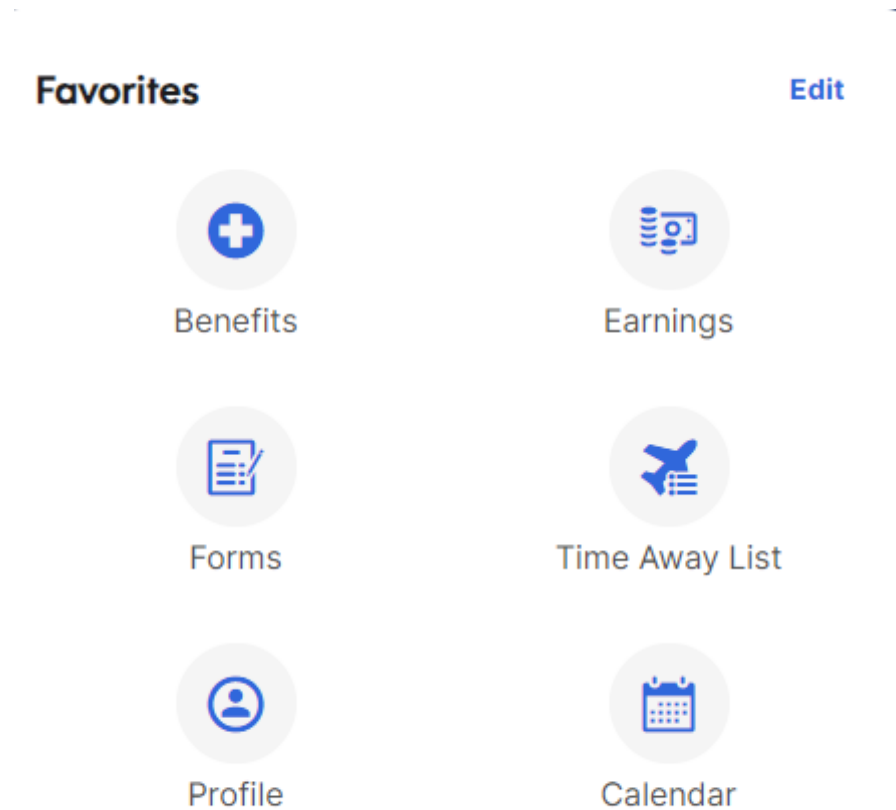 Favorites
Edit
Benefits
Earnings
Forms
Time Away List
Profile
Calendar